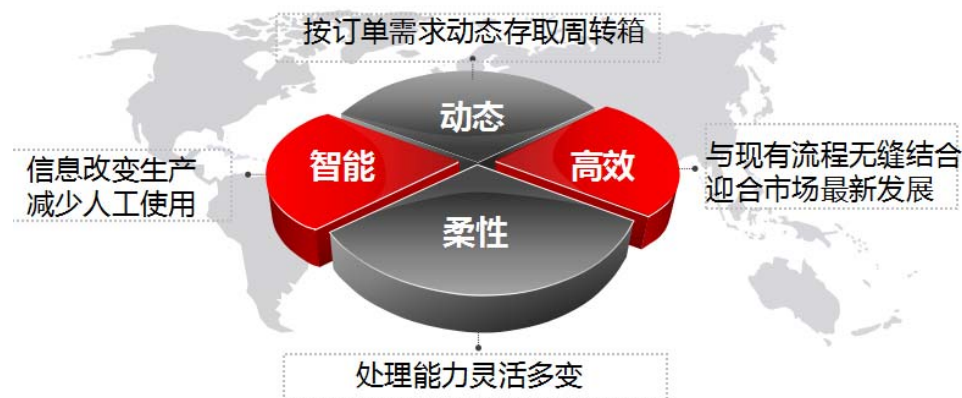 按订单需求动态存取周转箱
动态
智能
高效
信息改变生产
减少人工使用
与现有流程无缝结合
迎合市场最新发展
柔性
处理能力灵活多变